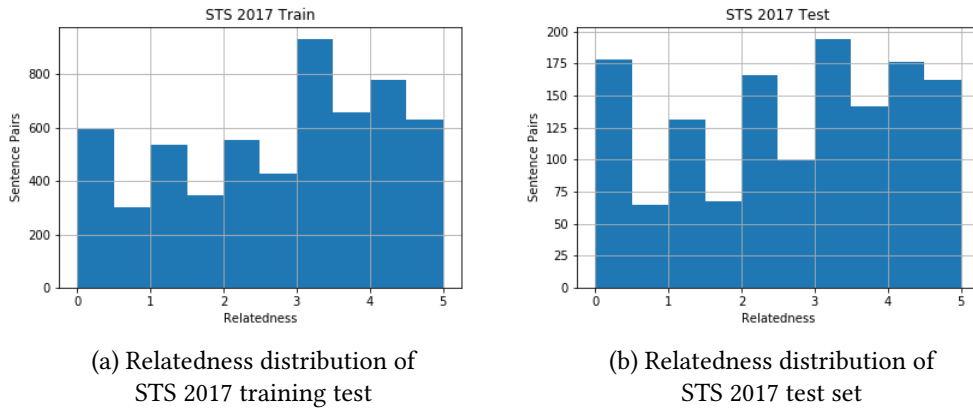 STS 2017 Train
800
600
400
200
0
Sentence Pairs
0 1 2 3 4 5
Relatedness
(a) Relatedness distribution of
STS 2017 training test
STS 2017 Test
200
175
150
125
100
75
50
25
0
Sentence Pairs
0 1 2 3 4 5
Relatedness
(b) Relatedness distribution of
STS 2017 test set